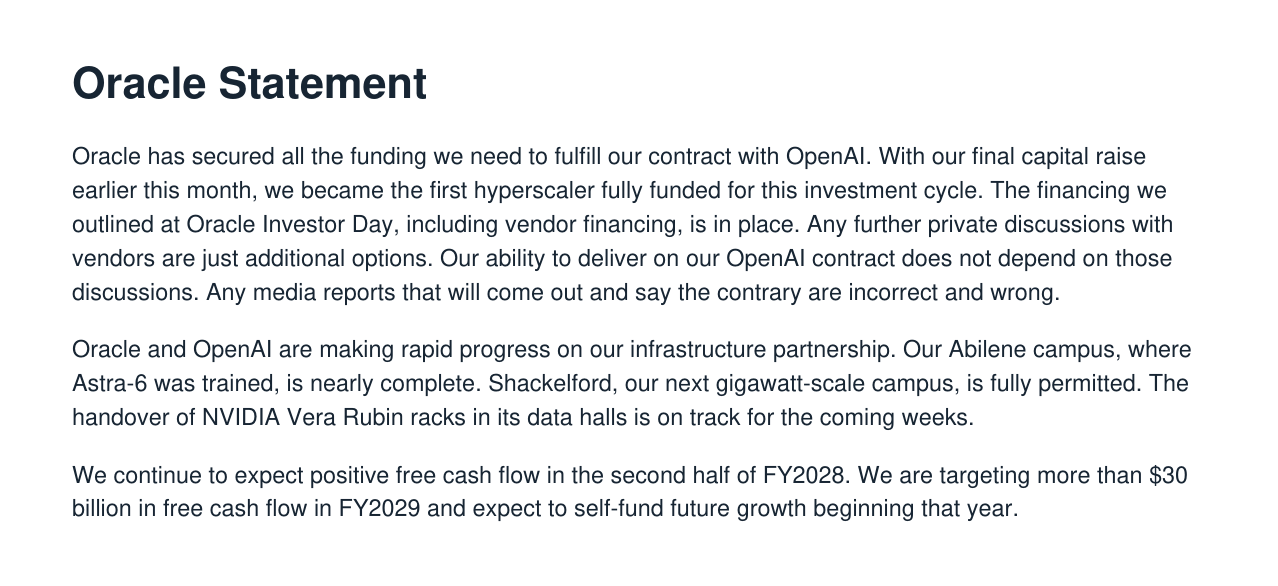 Oracle Statement
Oracle has secured all the funding we need to fulfill our contract with OpenAI. With our final capital raise
earlier this month, we became the first hyperscaler fully funded for this investment cycle. The financing we
outlined at Oracle Investor Day, including vendor financing, is in place. Any further private discussions with
vendors are just additional options. Our ability to deliver on our OpenAI contract does not depend on those
discussions. Any media reports that will come out and say the contrary are incorrect and wrong.
Oracle and OpenAI are making rapid progress on our infrastructure partnership. Our Abilene campus, where
Astra-6 was trained, is nearly complete. Shackelford, our next gigawatt-scale campus, is fully permitted. The
handover of NVIDIA Vera Rubin racks in its data halls is on track for the coming weeks.
We continue to expect positive free cash flow in the second half of FY2028. We are targeting more than $30
billion in free cash flow in FY2029 and expect to self-fund future growth beginning that year.